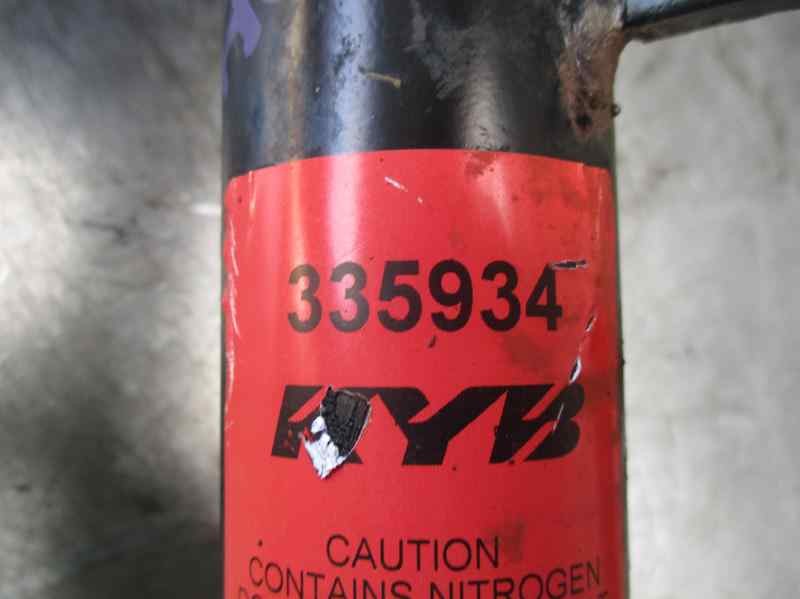 335934
KYB
CAUTION
CONTAINS NITROGEN